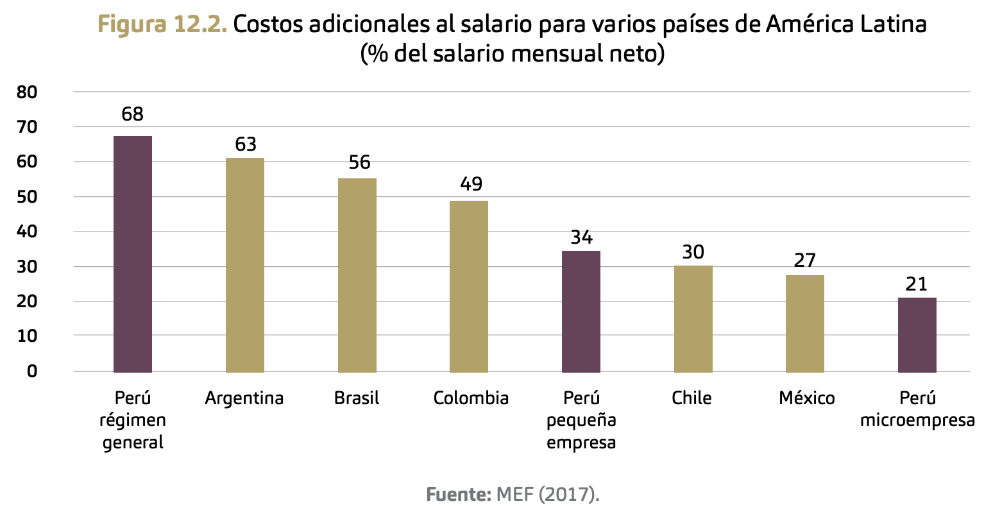 Figura 12.2. Costos adicionales al salario para varios países de América Latina
(% del salario mensual neto)
80
70
60
50
40
30
20
10
0
68
63
56
49
34
30
27
21
Perú
régimen
general
Argentina
Brasil
Colombia
Perú
pequeña
empresa
Chile
México
Perú
microempresa
Fuente: MEF (2017).